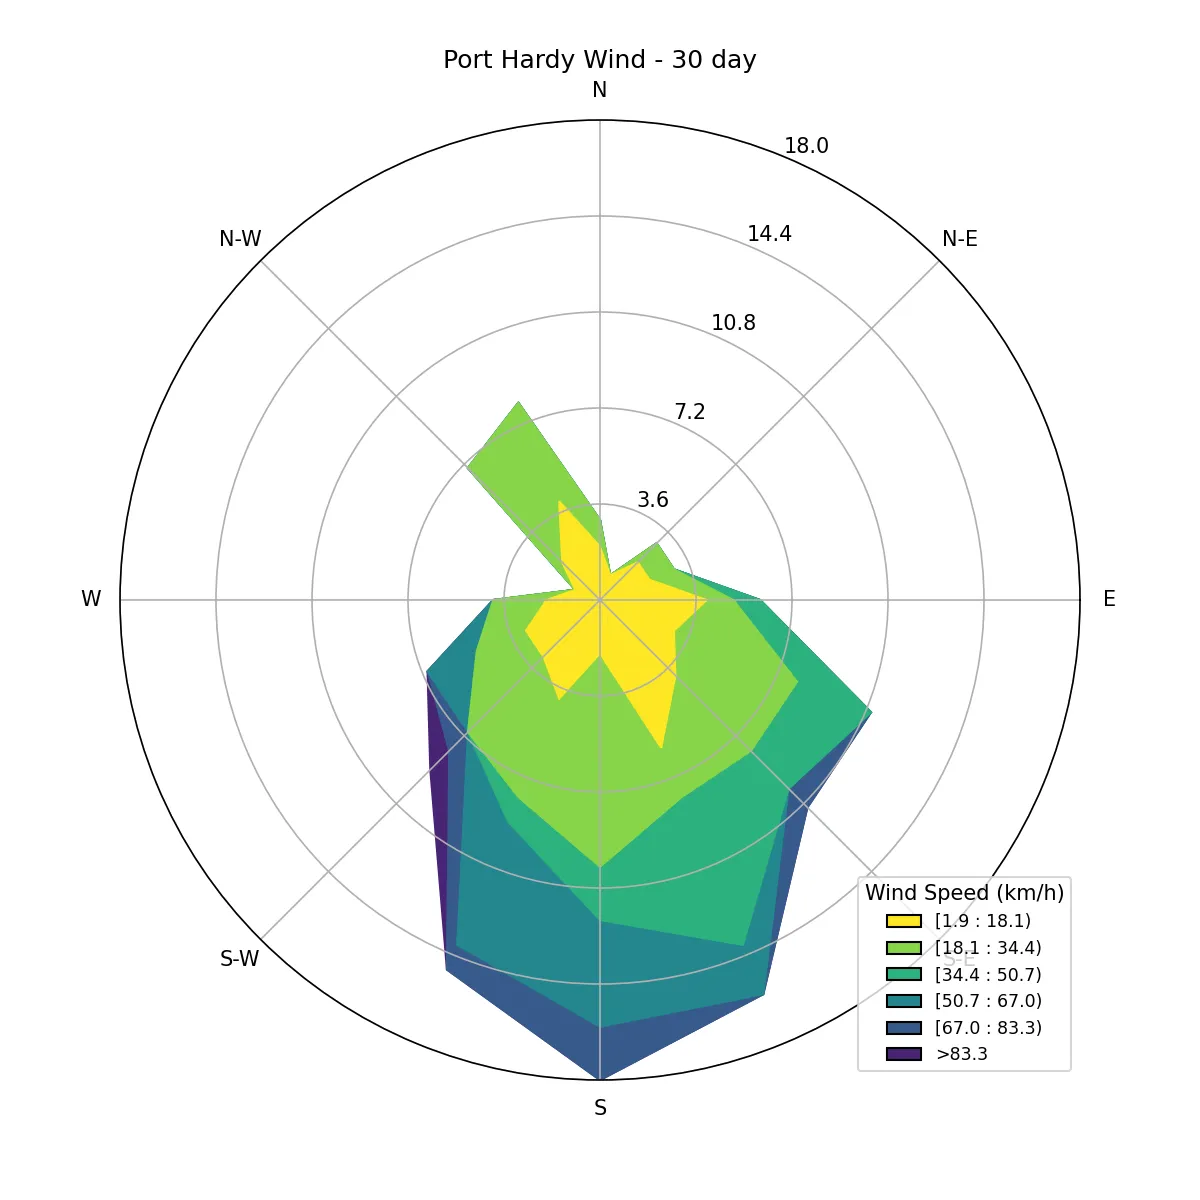 Port Hardy Wind - 30 day
N
18.0
N-W
14.4
N-E
10.8
7.2
3.6
W
E
S-W
S-E
Wind Speed (km/h)
[1.9 : 18.1)
[18.1 : 34.4)
[34.4 : 50.7)
[50.7 : 67.0)
[67.0 : 83.3)
>83.3
S